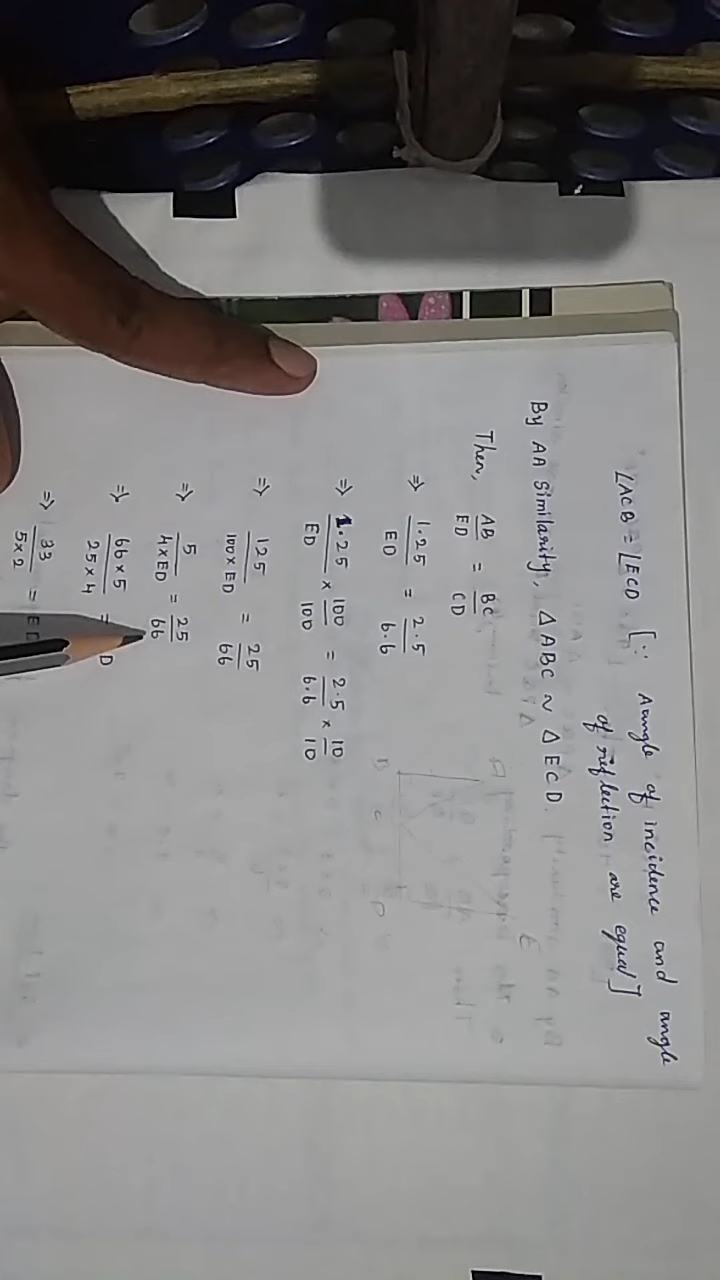 ∠ACB = ∠ECD [∵ Aangle of incidence and angle
of reflection are equal]
By AA Similarity, Δ ABC ~ Δ ECD.
Then, AB/ED = BC/CD
⇒ 1.25/ED = 2.5/6.6
⇒ 1.25/ED × 100/100 = 2.5/6.6 × 10/10
⇒ 125/100×ED = 25/66
⇒ 5/4×ED = 25/66
⇒ 66×5/25×4 = D
⇒ 33/5×2 = ED